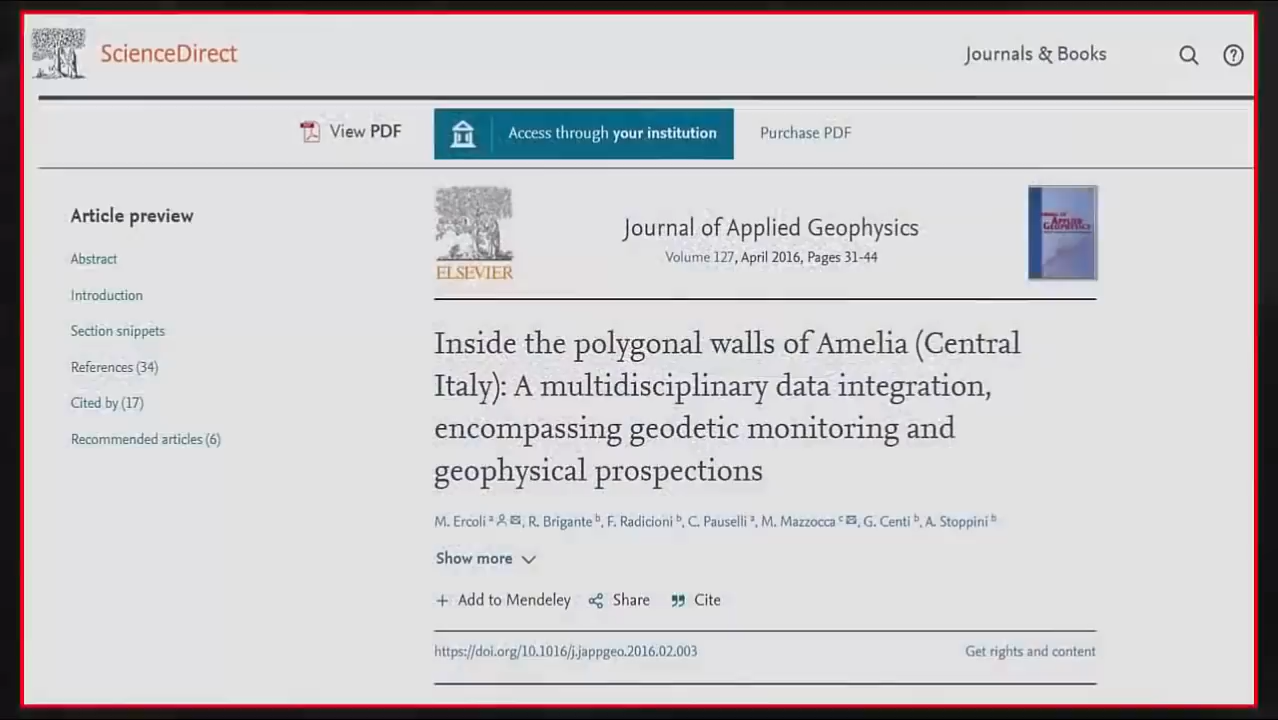 ScienceDirect
Journals & Books
View PDF
Access through your institution
Purchase PDF
Article preview
Abstract
Introduction
Section snippets
References (34)
Cited by (17)
Recommended articles (6)
ELSEVIER
Journal of Applied Geophysics
Volume 127, April 2016, Pages 31-44
JOURNAL OF
APPLIED
GEOPHYSICS
Inside the polygonal walls of Amelia (Central
Italy): A multidisciplinary data integration,
encompassing geodetic monitoring and
geophysical prospections
M. Ercoli a, R. Brigante b, F. Radicioni b, C. Pauselli a, M. Mazzocca c, G. Centi b, A. Stoppini b
Show more
+ Add to Mendeley
Share
Cite
https://doi.org/10.1016/j.jappgeo.2016.02.003
Get rights and content